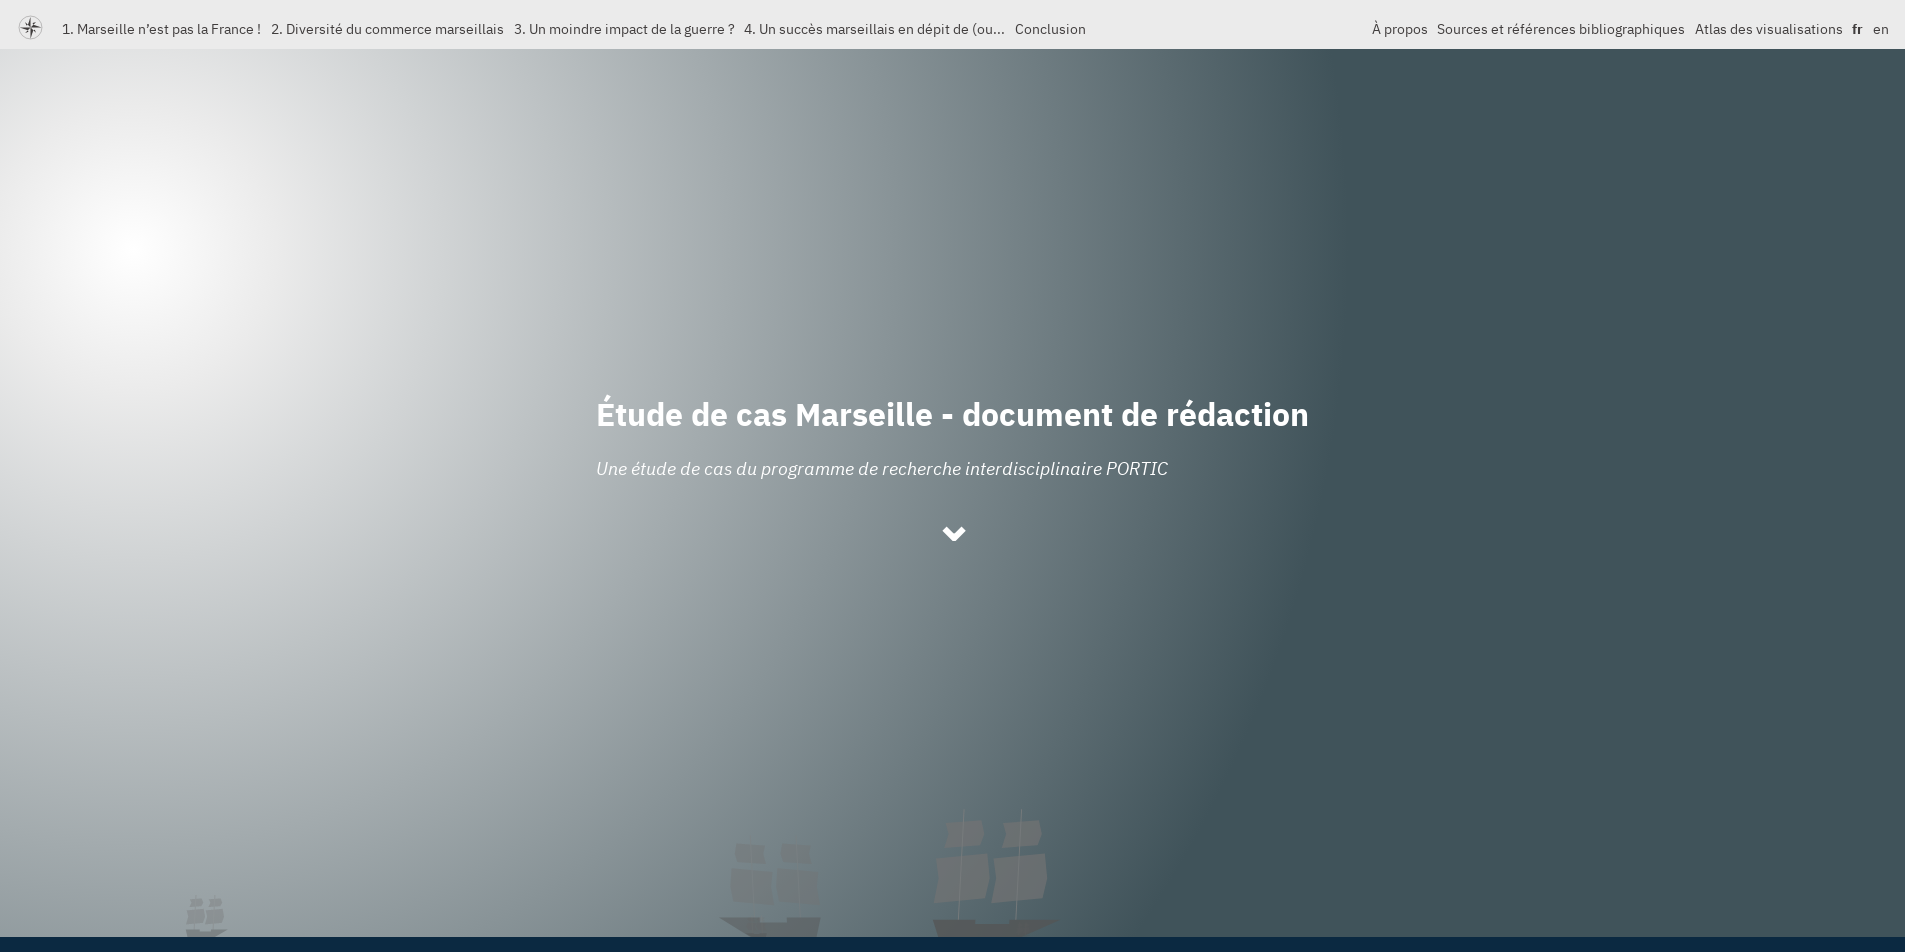 1. Marseille n’est pas la France ! 2. Diversité du commerce marseillais 3. Un moindre impact de la guerre ? 4. Un succès marseillais en dépit de (ou... Conclusion À propos Sources et références bibliographiques Atlas des visualisations fr en
Étude de cas Marseille - document de rédaction
Une étude de cas du programme de recherche interdisciplinaire PORTIC